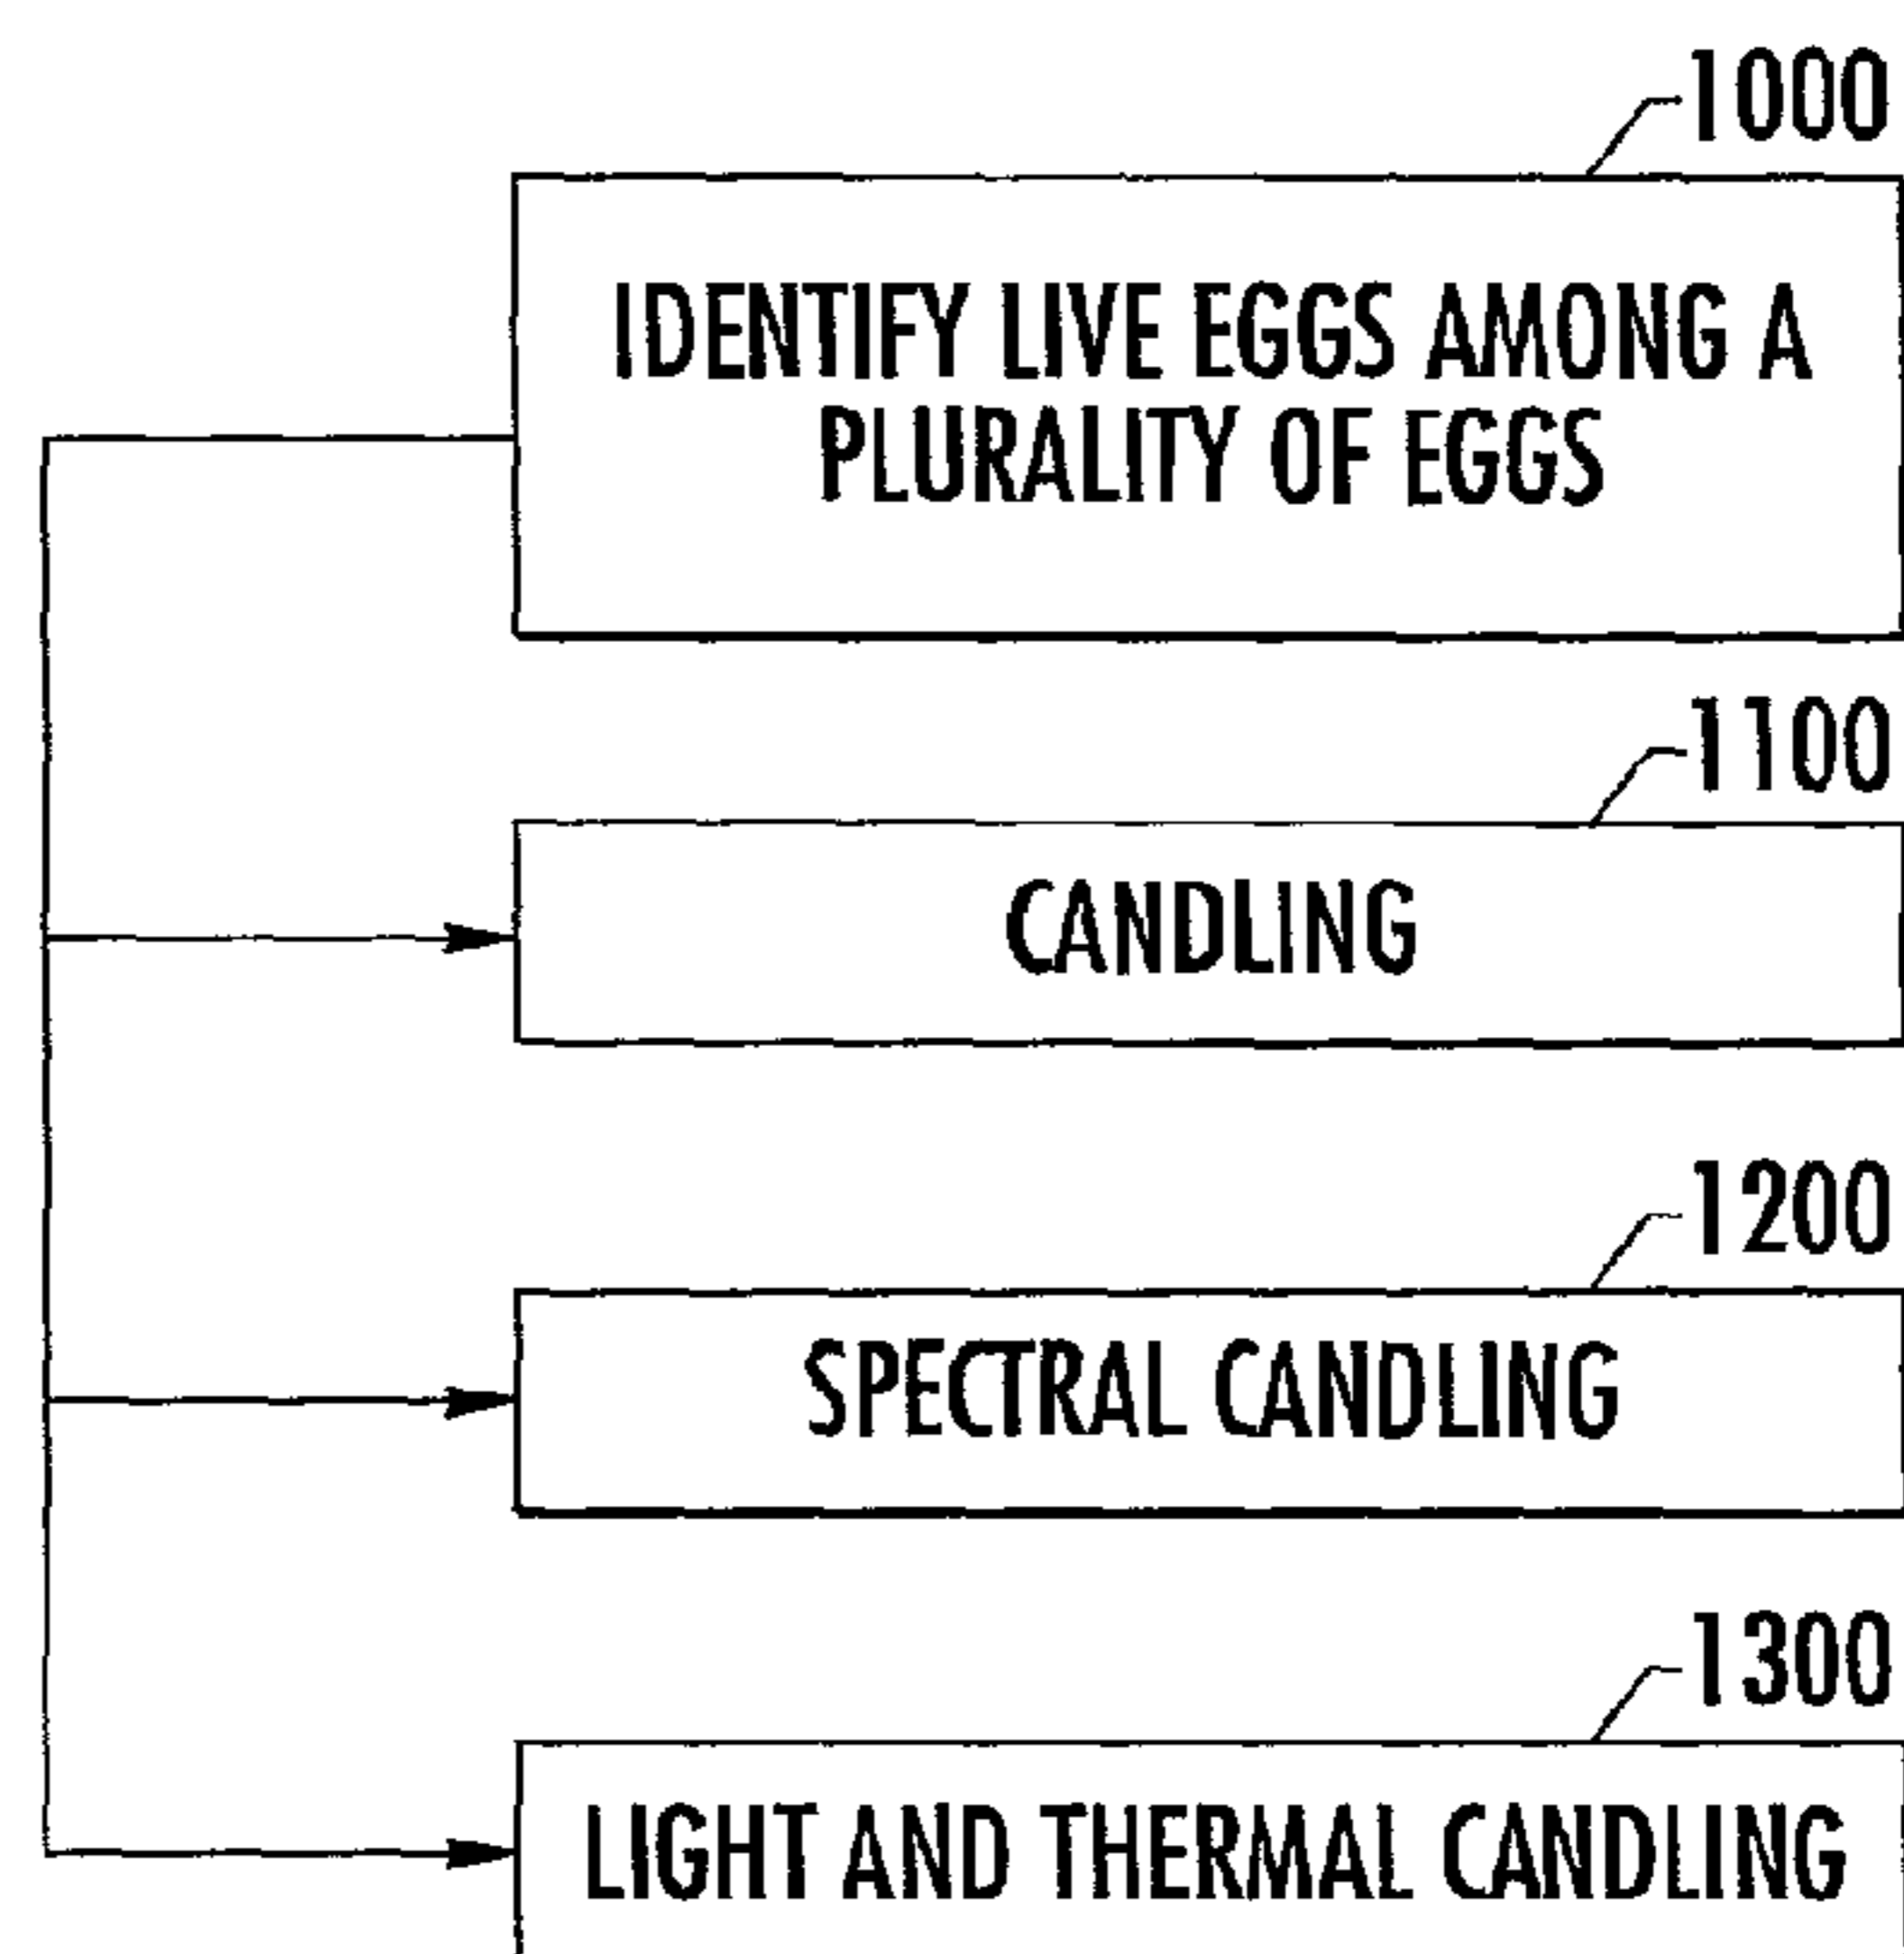 1000
IDENTIFY LIVE EGGS AMONG A
PLURALITY OF EGGS
1100
CANDLING
1200
SPECTRAL CANDLING
1300
LIGHT AND THERMAL CANDLING